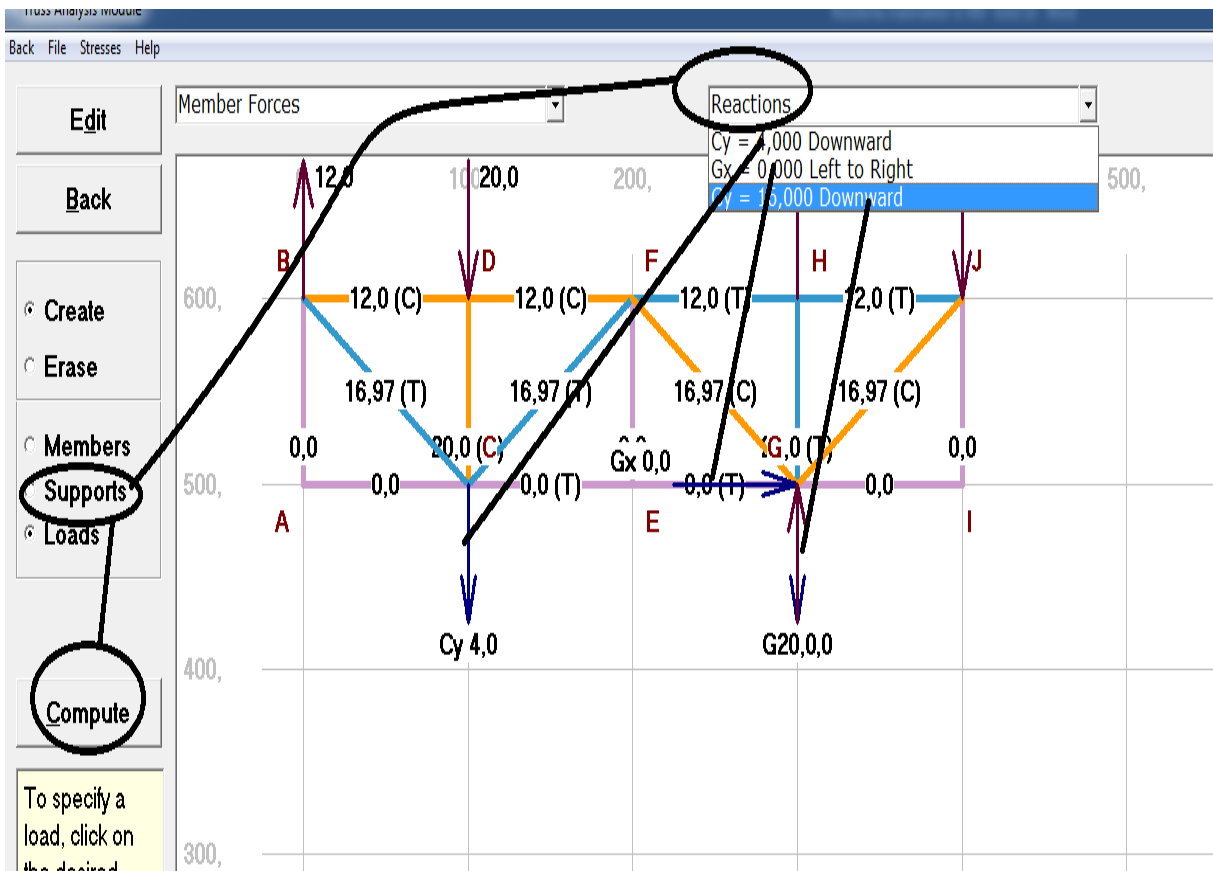 Truss Analysis Module
Back File Stresses Help
Edit
Member Forces
Reactions
Cy = 4,000 Downward
Gx = 0,000 Left to Right
Gy = 16,000 Downward
Back
12,0
100
20,0
200,
500,
B
D
F
H
J
Create
600,
12,0 (C)
12,0 (C)
12,0 (T)
12,0 (T)
Erase
16,97 (T)
16,97 (T)
16,97 (C)
16,97 (C)
Members
0,0
20,0 (C)
C
Gx 0,0
G
,0 (T)
0,0
Supports
500,
0,0
0,0 (T)
0,0 (T)
0,0
Loads
A
E
I
Cy 4,0
G20,0,0
400,
Compute
To specify a
load, click on
the desired
300,